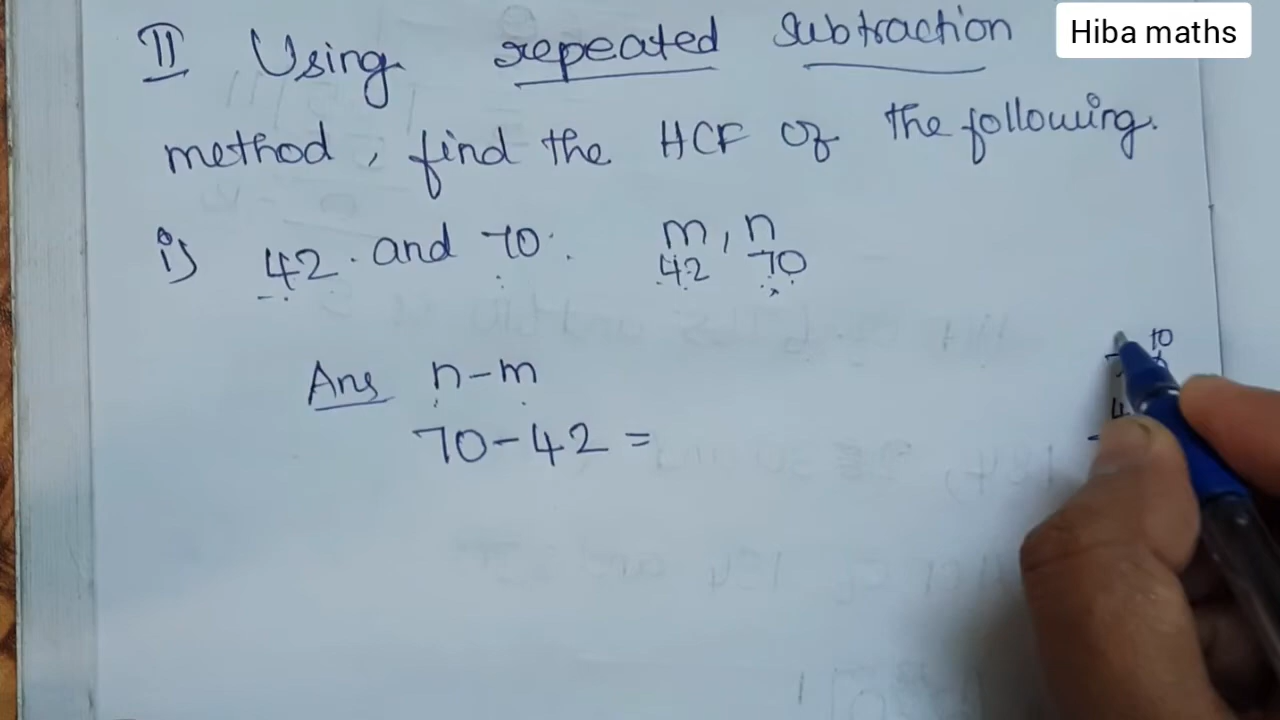 Hiba maths
II Using repeated subtraction
method, find the HCF of the following.
i) 42 and 70. m, n
42 70
Ans n-m
70-42 =
10